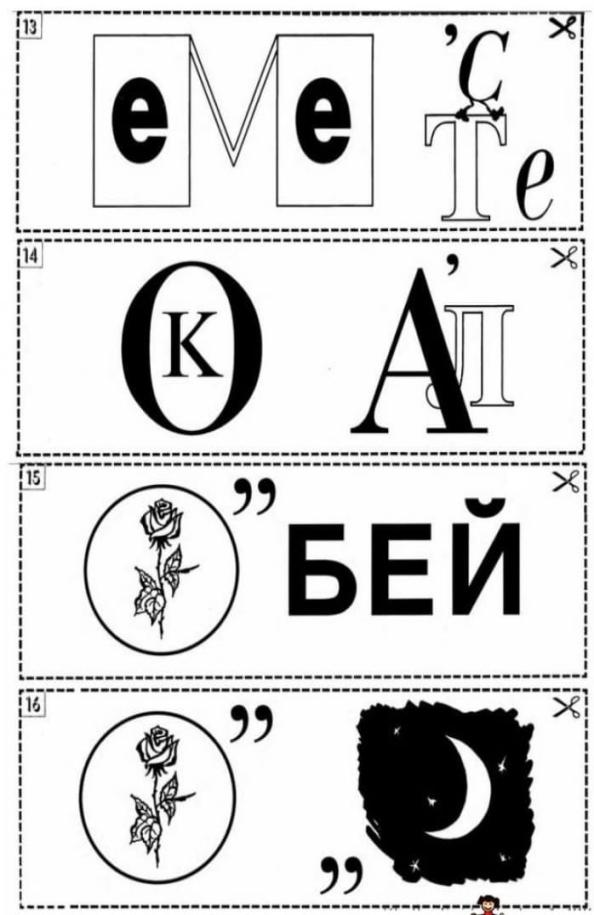 13
е М е ’ С Т е
14
О К А ’ Л
15
” БЕЙ
16
”
”